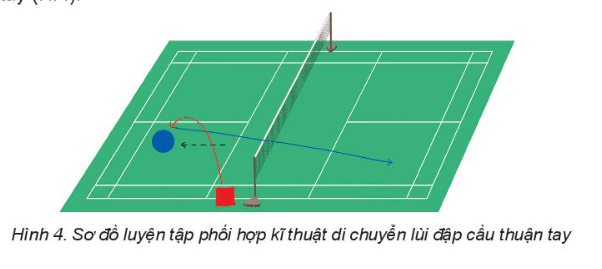 Hình 4. Sơ đồ luyện tập phối hợp kĩ thuật di chuyển lùi đập cầu thuận tay